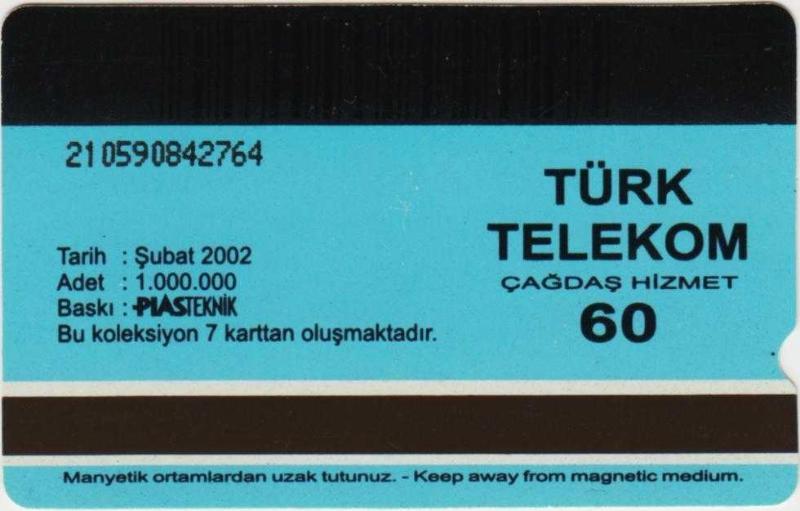 210590842764
TÜRK
TELEKOM
ÇAĞDAŞ HİZMET
60
Tarih : Şubat 2002
Adet : 1.000.000
Baskı : PLASTEKNİK
Bu koleksiyon 7 karttan oluşmaktadır.
Manyetik ortamlardan uzak tutunuz. - Keep away from magnetic medium.